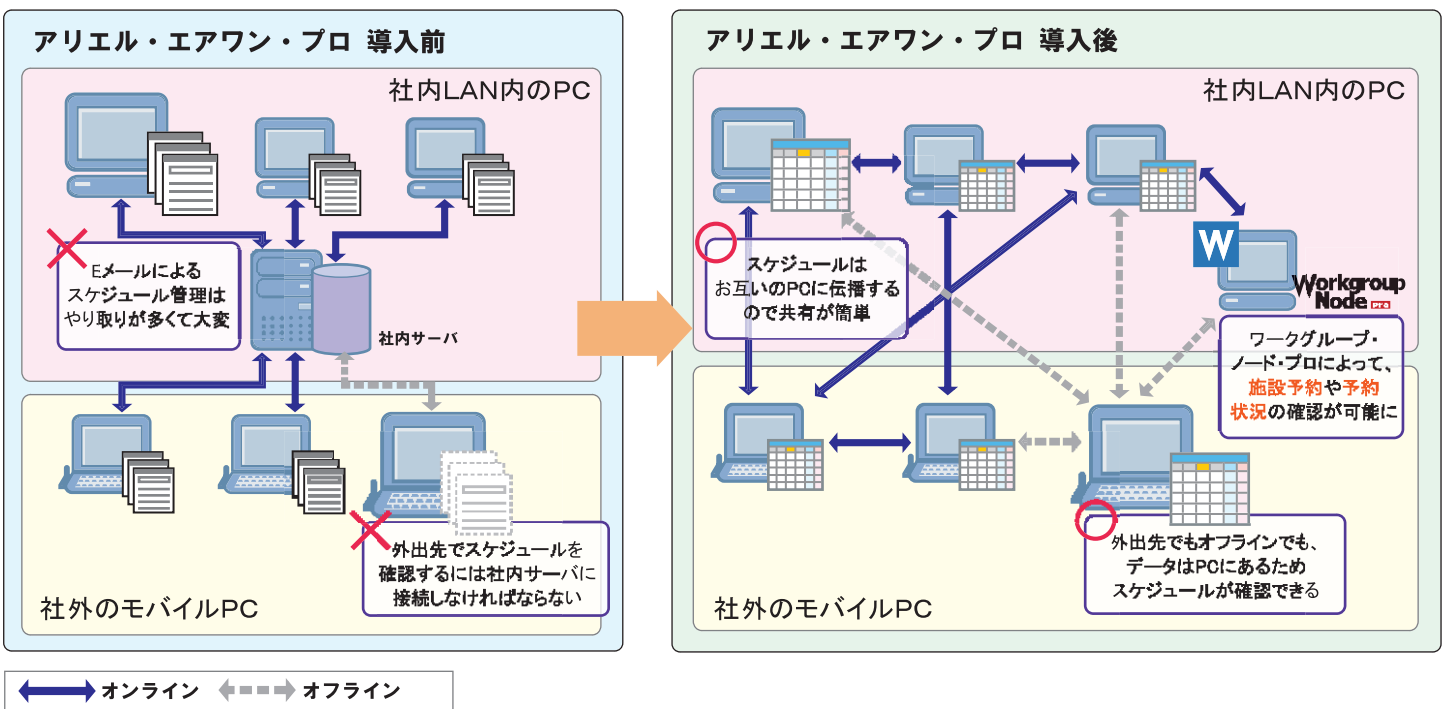 アリエル・エアワン・プロ 導入前
社内LAN内のPC
Eメールによる
スケジュール管理は
やり取りが多くて大変
社内サーバ
外出先でスケジュールを
確認するには社内サーバに
接続しなければならない
社外のモバイルPC
アリエル・エアワン・プロ 導入後
社内LAN内のPC
スケジュールは
お互いのPCに伝播する
ので共有が簡単
W
Workgroup
Node PRO
ワークグループ・
ノード・プロによって、
施設予約や予約
状況の確認が可能に
外出先でもオフラインでも、
データはPCにあるため
スケジュールが確認できる
社外のモバイルPC
オンライン オフライン